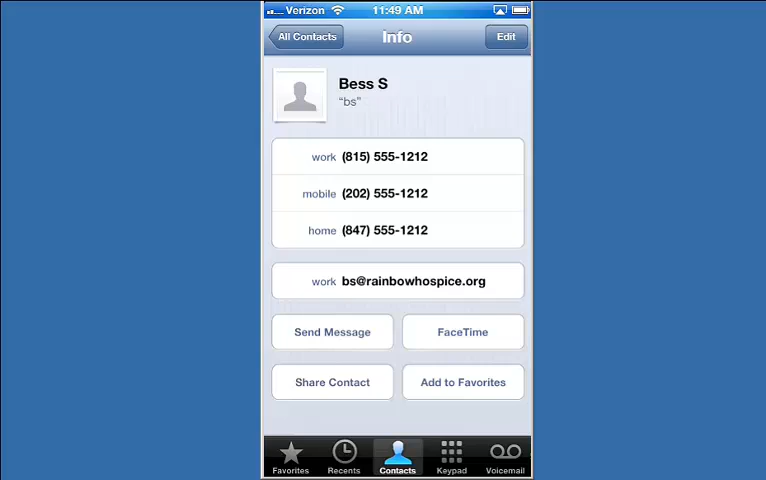 Verizon 11:49 AM
All Contacts Info Edit
Bess S
“bs”
work (815) 555-1212
mobile (202) 555-1212
home (847) 555-1212
work bs@rainbowhospice.org
Send Message FaceTime
Share Contact Add to Favorites
Favorites Recents Contacts Keypad Voicemail